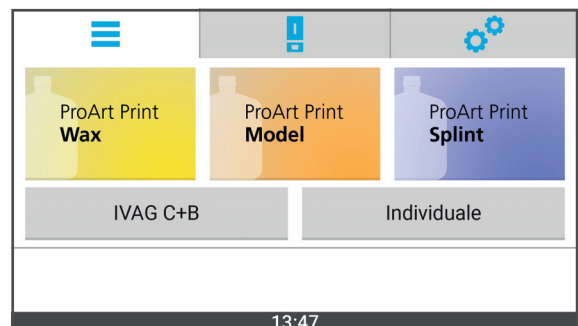 ProArt Print
Wax
ProArt Print
Model
ProArt Print
Splint
IVAG C+B
Individuale
13:47